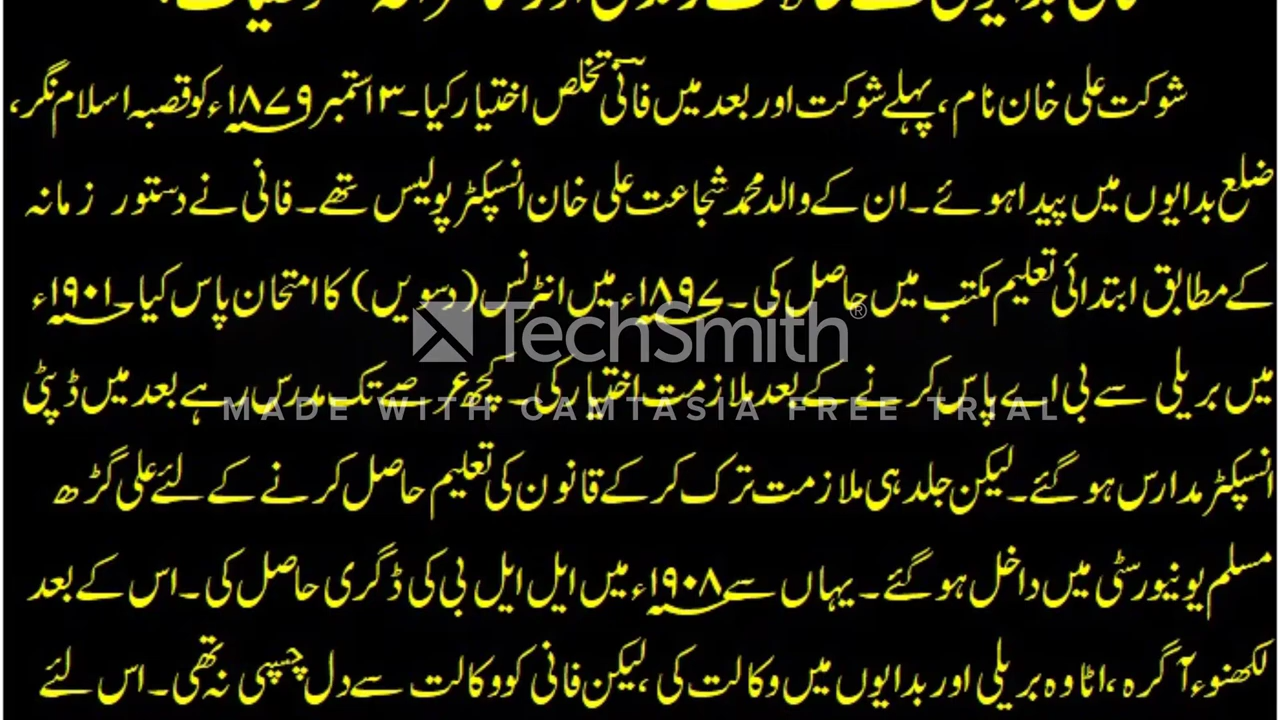 شوکت علی خان نام، پہلے شوکت اور بعد میں فانؔی تخلص اختیار کیا۔ ۱۳ ستمبر ۱۸۷۹ء کو قصبہ اسلام نگر،
ضلع بدایوں میں پیدا ہوئے۔ ان کے والد محمد شجاعت علی خان انسپکٹر پولیس تھے۔ فانی نے دستور زمانہ
کے مطابق ابتدائی تعلیم مکتب میں حاصل کی۔ ۱۸۹۷ء میں انٹرنس (دسویں) کا امتحان پاس کیا۔ ۱۹۰۱ء
TechSmith®
میں بریلی سے بی اے پاس کرنے کے بعد ملازمت اختیار کی۔ کچھ عرصے تک مدرس رہے بعد میں ڈپٹی
MADE WITH CAMTASIA FREE TRIAL
انسپکٹر مدارس ہو گئے۔ لیکن جلد ہی ملازمت ترک کر کے قانون کی تعلیم حاصل کرنے کے لئے علی گڑھ
مسلم یونیورسٹی میں داخل ہو گئے۔ یہاں سے ۱۹۰۸ء میں ایل ایل بی کی ڈگری حاصل کی۔ اس کے بعد
لکھنوء آگرہ، اٹاوہ بریلی اور بدایوں میں وکالت کی، لیکن فانی کو وکالت سے دل چسپی نہ تھی۔ اس لئے